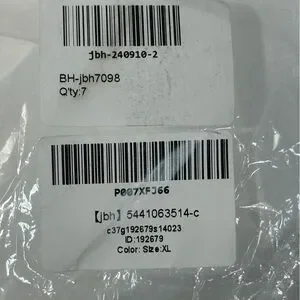 jbh-240910-2
BH-jbh7098
Q'ty:7
P007XFJ66
【jbh】5441063514-c
c37g192679s14023
ID:192679
Color: Size:XL